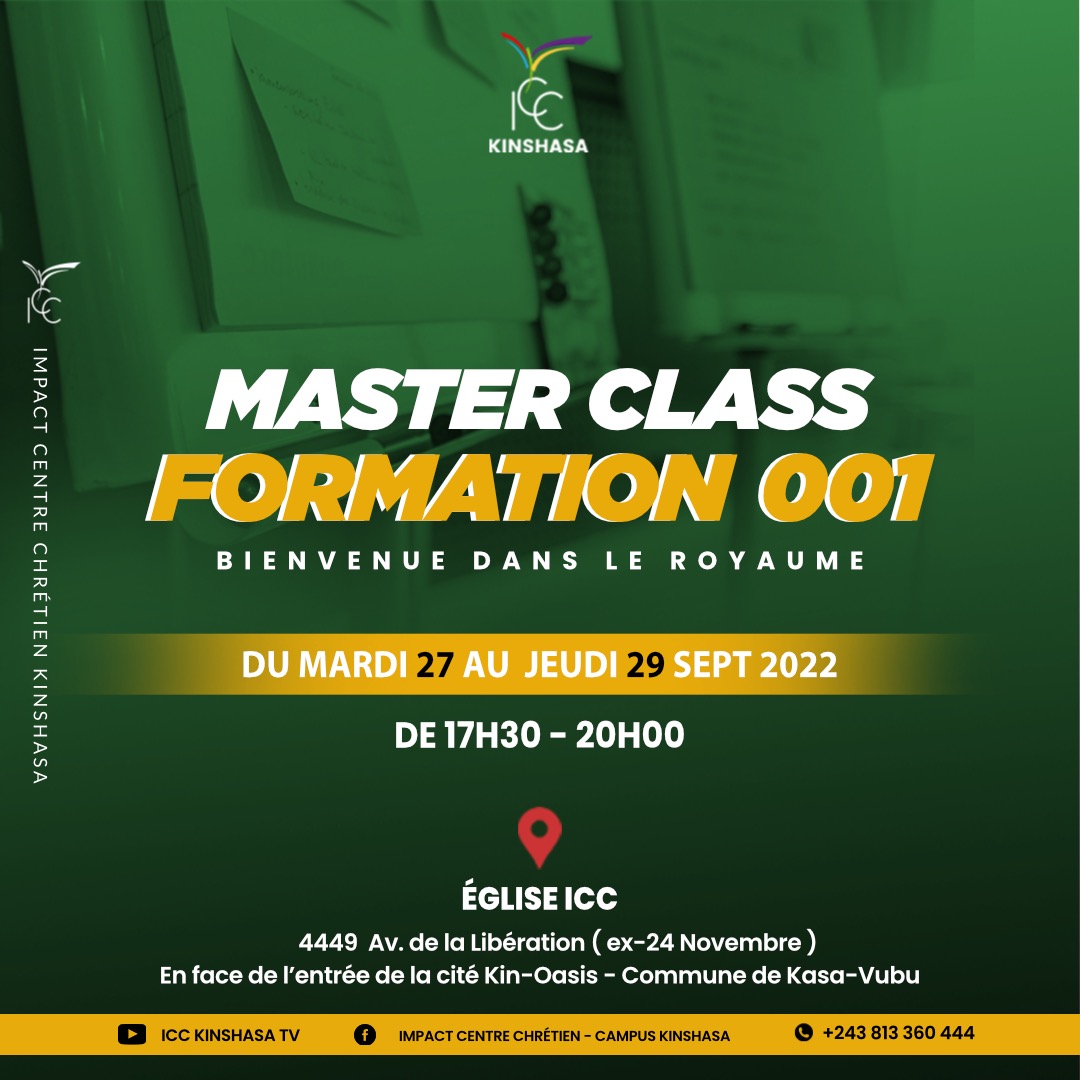 ICC
KINSHASA
ICC
IMPACT CENTRE CHRÉTIEN KINSHASA
MASTER CLASS
FORMATION 001
BIENVENUE DANS LE ROYAUME
DU MARDI 27 AU JEUDI 29 SEPT 2022
DE 17H30 - 20H00
ÉGLISE ICC
4449 Av. de la Libération ( ex-24 Novembre )
En face de l'entrée de la cité Kin-Oasis - Commune de Kasa-Vubu
ICC KINSHASA TV
IMPACT CENTRE CHRÉTIEN - CAMPUS KINSHASA
+243 813 360 444